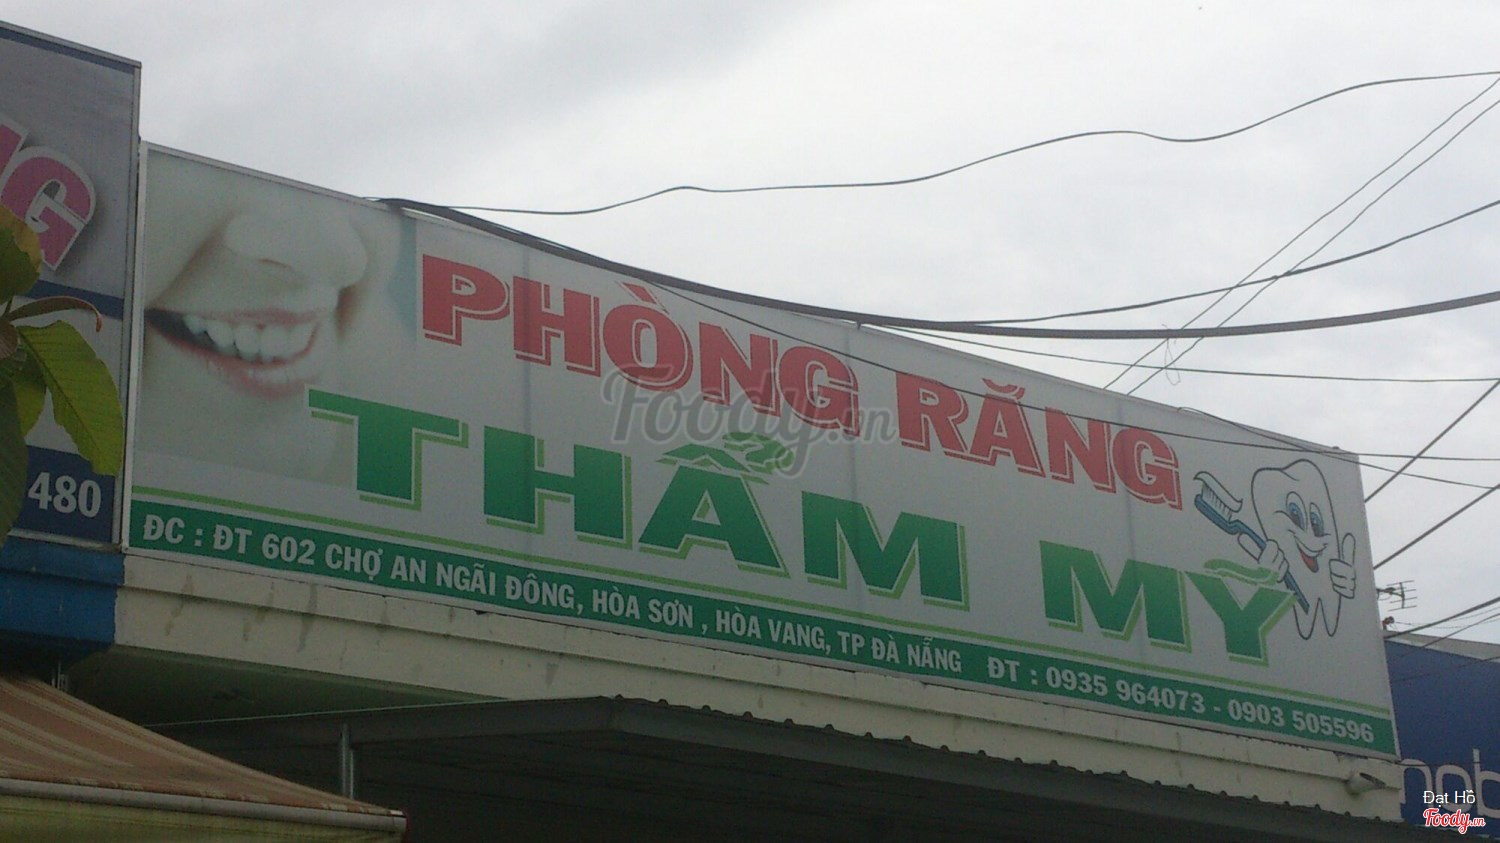 PHÒNG RĂNG
THẨM MỸ
ĐC : ĐT 602 CHỢ AN NGÃI ĐÔNG, HÒA SƠN , HÒA VANG, TP ĐÀ NẴNG ĐT : 0935 964073 - 0903 505596
480
Foody.vn
Đạt Hồ
Foody.vn